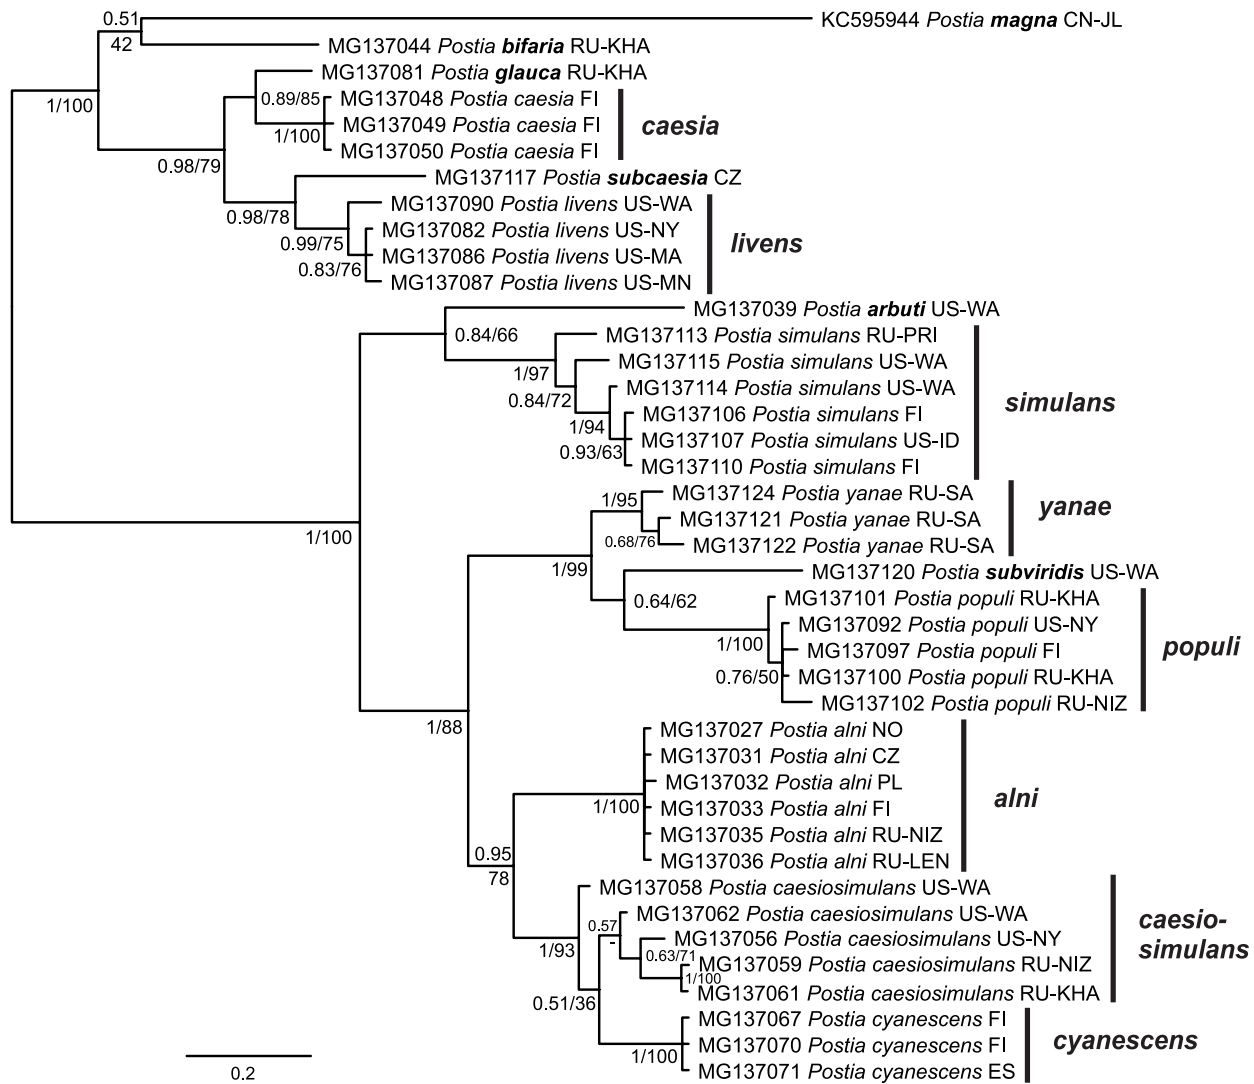 0.51
KC595944 Postia magna CN-JL
42
MG137044 Postia bifaria RU-KHA
MG137081 Postia glauca RU-KHA
1/100
0.89/85
MG137048 Postia caesia FI
MG137049 Postia caesia FI
caesia
1/100
MG137050 Postia caesia FI
0.98/79
MG137117 Postia subcaesia CZ
MG137090 Postia livens US-WA
0.98/78
MG137082 Postia livens US-NY
0.99/75
livens
MG137086 Postia livens US-MA
0.83/76
MG137087 Postia livens US-MN
MG137039 Postia arbuti US-WA
0.84/66
MG137113 Postia simulans RU-PRI
MG137115 Postia simulans US-WA
1/97
MG137114 Postia simulans US-WA
0.84/72
simulans
MG137106 Postia simulans FI
1/94
MG137107 Postia simulans US-ID
0.93/63
MG137110 Postia simulans FI
MG137124 Postia yanae RU-SA
1/95
yanae
MG137121 Postia yanae RU-SA
1/100
0.68/76
MG137122 Postia yanae RU-SA
1/99
MG137120 Postia subviridis US-WA
0.64/62
MG137101 Postia populi RU-KHA
MG137092 Postia populi US-NY
1/100
populi
MG137097 Postia populi FI
0.76/50
MG137100 Postia populi RU-KHA
MG137102 Postia populi RU-NIZ
1/88
MG137027 Postia alni NO
MG137031 Postia alni CZ
MG137032 Postia alni PL
alni
1/100
MG137033 Postia alni FI
MG137035 Postia alni RU-NIZ
0.95
MG137036 Postia alni RU-LEN
78
MG137058 Postia caesiosimulans US-WA
MG137062 Postia caesiosimulans US-WA
caesio-
simulans
0.57
-
MG137056 Postia caesiosimulans US-NY
1/93
0.63/71
MG137059 Postia caesiosimulans RU-NIZ
1/100
MG137061 Postia caesiosimulans RU-KHA
0.51/36
MG137067 Postia cyanescens FI
MG137070 Postia cyanescens FI
cyanescens
1/100
MG137071 Postia cyanescens ES
0.2